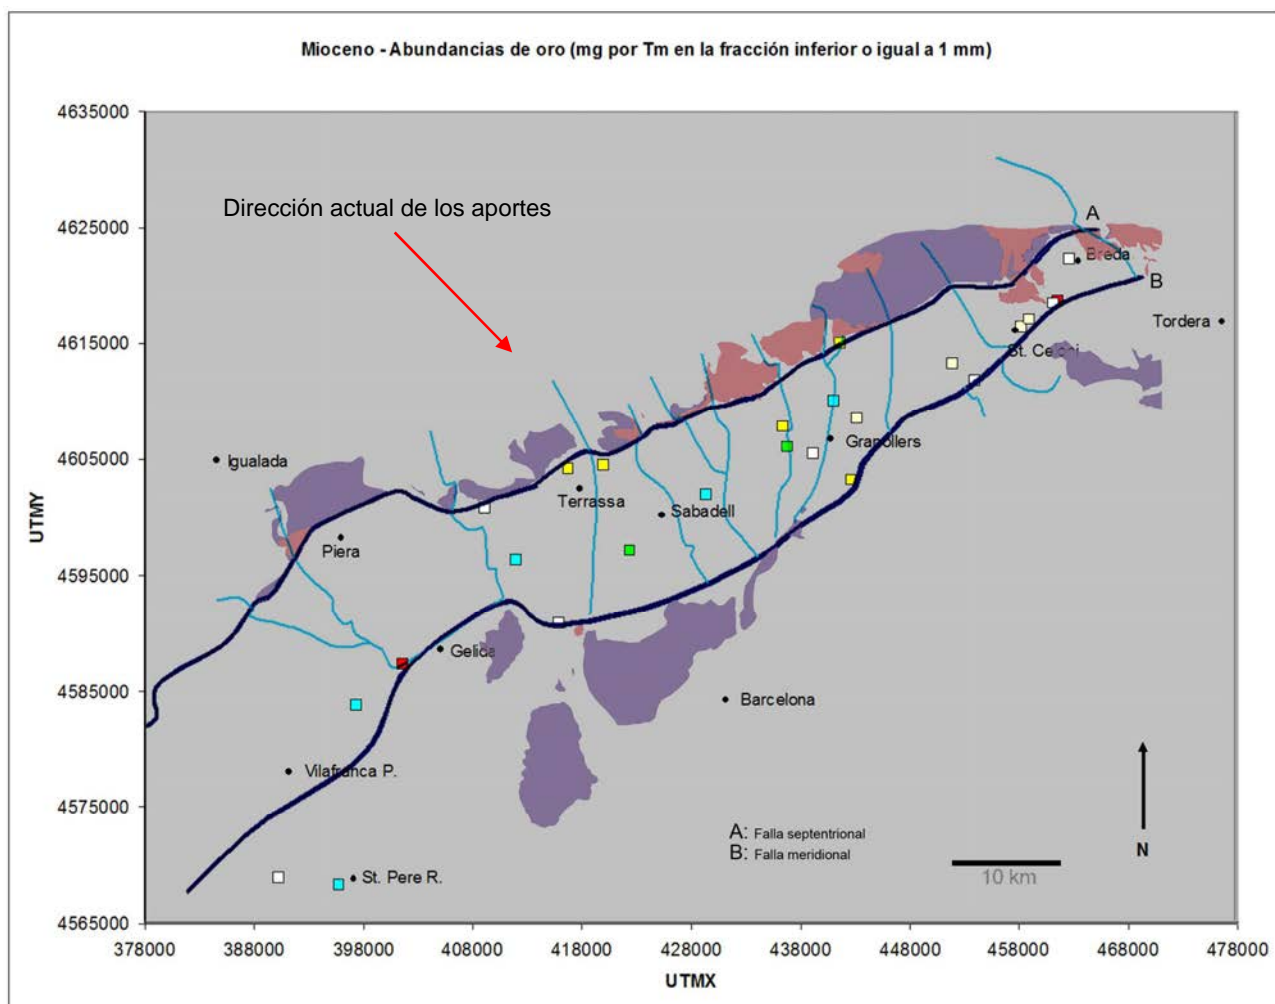 Mioceno - Abundancias de oro (mg por Tm en la fracción inferior o igual a 1 mm)
4635000
4625000
4615000
4605000
4595000
4585000
4575000
4565000
UTMY
Dirección actual de los aportes
A
Breda
B
Tordera
St. Celoni
Granollers
Igualada
Terrassa
Sabadell
Piera
Gelida
Barcelona
Vilafranca P.
St. Pere R.
A: Falla septentrional
B: Falla meridional
N
10 km
378000 388000 398000 408000 418000 428000 438000 448000 458000 468000 478000
UTMX